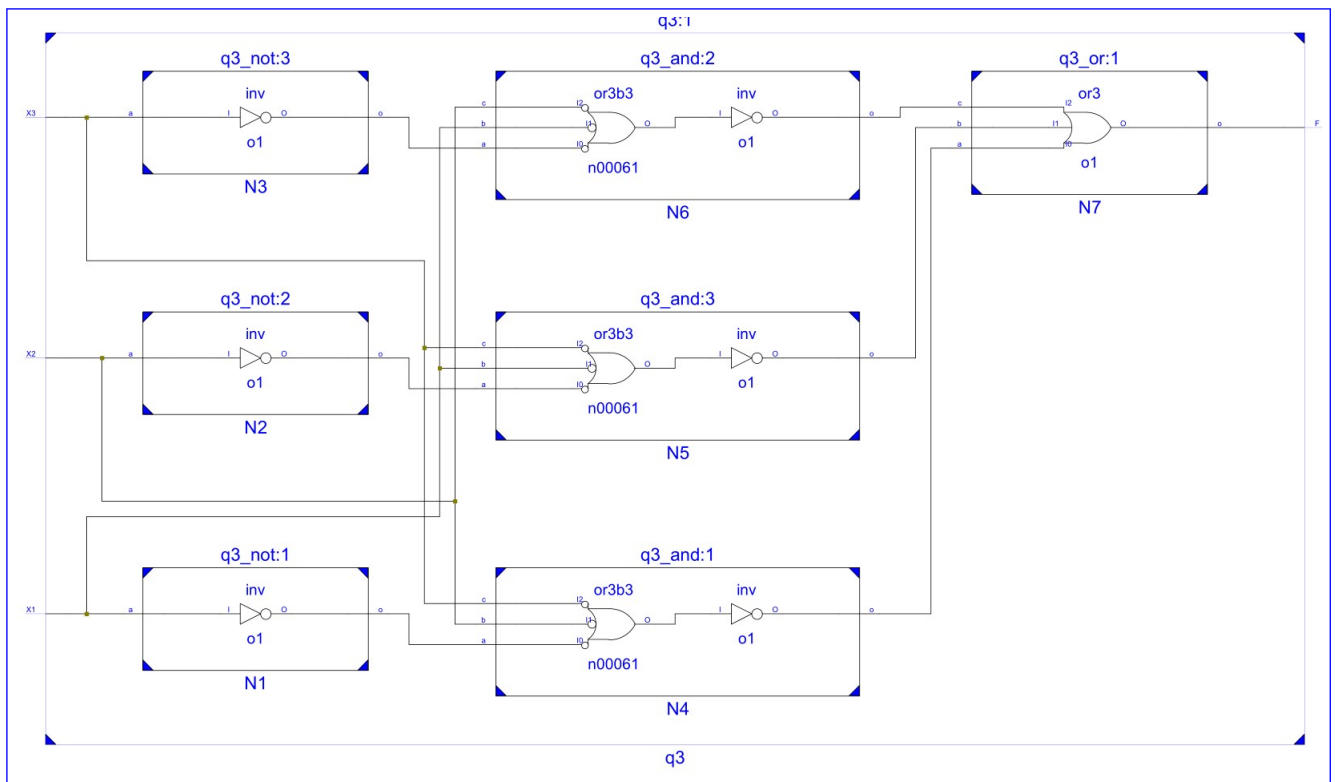 q3:1
q3_not:3
q3_and:2
q3_or:1
inv
or3b3
inv
or3
X3
a
I
O
o
c
b
a
I2
I1
I0
O
I
O
o
c
b
a
I2
I1
I0
O
o
F
o1
n00061
o1
o1
N3
N6
N7
q3_not:2
q3_and:3
inv
or3b3
inv
X2
a
I
O
o
c
b
a
I2
I1
I0
O
I
O
o
o1
n00061
o1
N2
N5
q3_not:1
q3_and:1
inv
or3b3
inv
X1
a
I
O
o
c
b
a
I2
I1
I0
O
I
O
o
o1
n00061
o1
N1
N4
q3